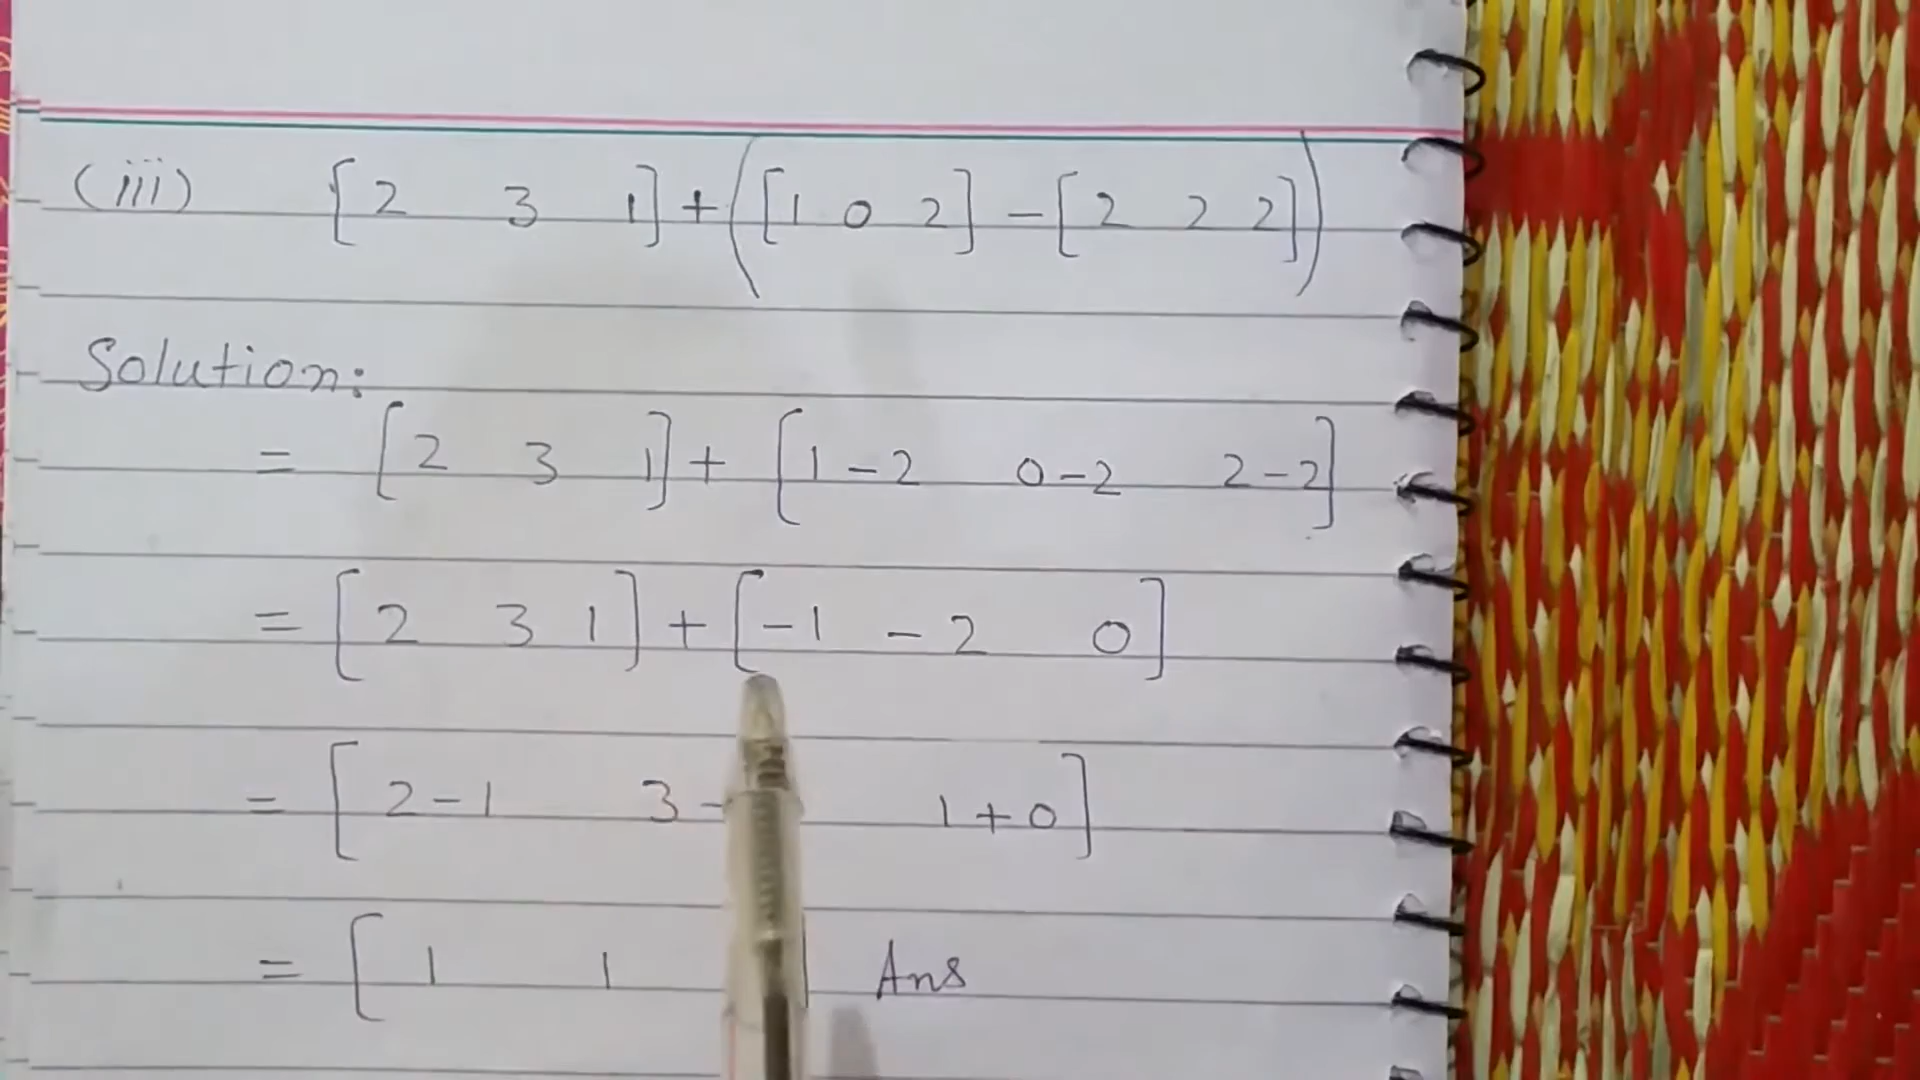 (iii) [2 3 1] + ([1 0 2] - [2 2 2])
Solution:
= [2 3 1] + [1-2 0-2 2-2]
= [2 3 1] + [-1 -2 0]
= [2-1 3- 1+0]
= [1 1 ] Ans